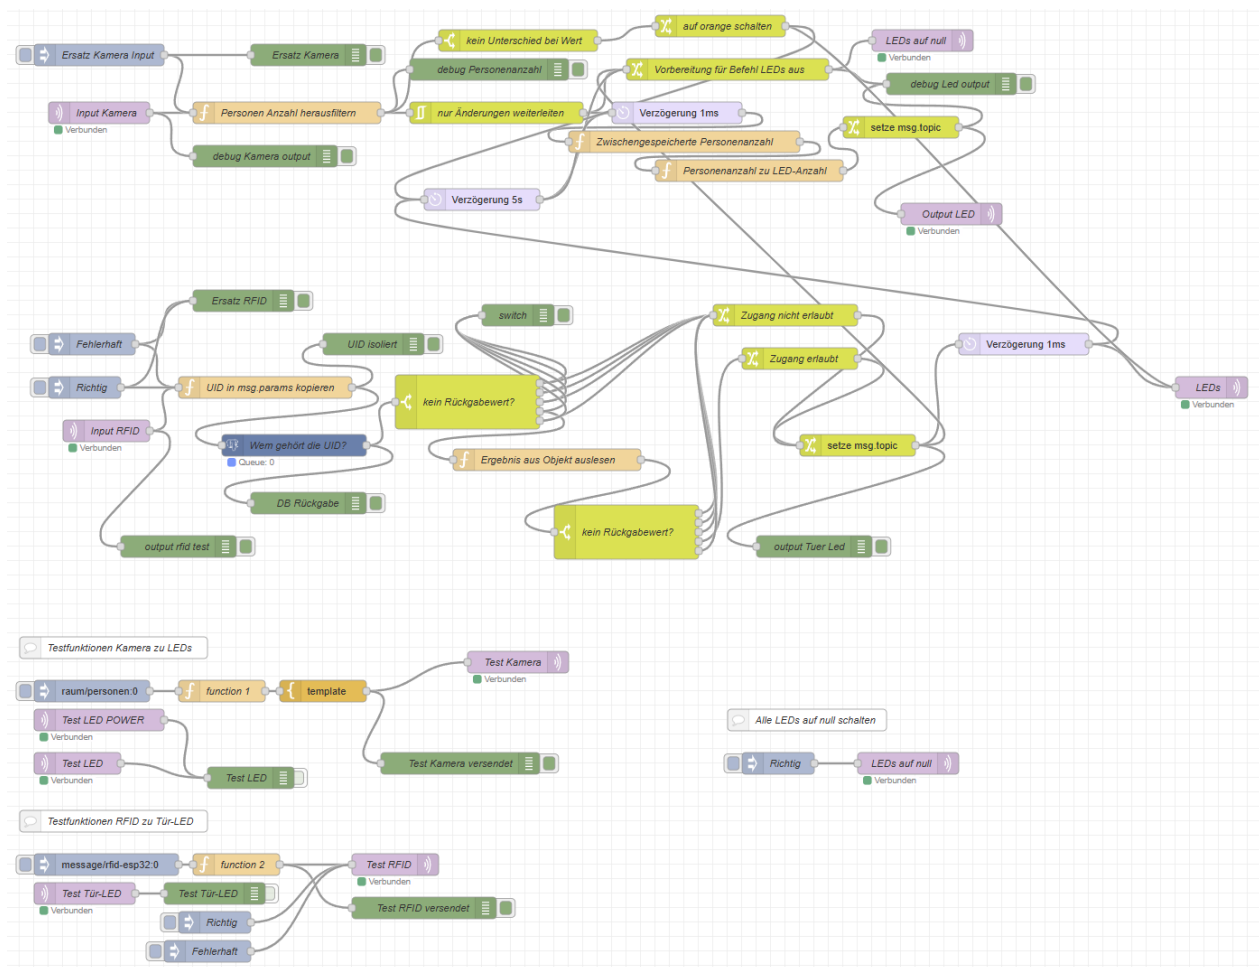 auf orange schalten
kein Unterschied bei Wert
LEDs auf null
Verbunden
Ersatz Kamera Input
Ersatz Kamera
debug Personenanzahl
Vorbereitung für Befehl LEDs aus
debug Led output
Input Kamera
Verbunden
Personen Anzahl herausfiltern
nur Änderungen weiterleiten
Verzögerung 1ms
setze msg.topic
Zwischengespeicherte Personenanzahl
debug Kamera output
Personenanzahl zu LED-Anzahl
Verzögerung 5s
Output LED
Verbunden
Ersatz RFID
switch
Zugang nicht erlaubt
Fehlerhaft
UID isoliert
Verzögerung 1ms
Zugang erlaubt
Richtig
UID in msg.params kopieren
LEDs
Verbunden
kein Rückgabewert?
Input RFID
Verbunden
Wem gehört die UID?
Queue: 0
setze msg.topic
Ergebnis aus Objekt auslesen
DB Rückgabe
kein Rückgabewert?
output rfid test
output Tuer Led
Testfunktionen Kamera zu LEDs
Test Kamera
Verbunden
raum/personen:0
function 1
template
Test LED POWER
Verbunden
Alle LEDs auf null schalten
Test LED
Verbunden
Test LED
Test Kamera versendet
Richtig
LEDs auf null
Verbunden
Testfunktionen RFID zu Tür-LED
message/rfid-esp32:0
function 2
Test RFID
Verbunden
Test Tür-LED
Verbunden
Test Tür-LED
Test RFID versendet
Richtig
Fehlerhaft